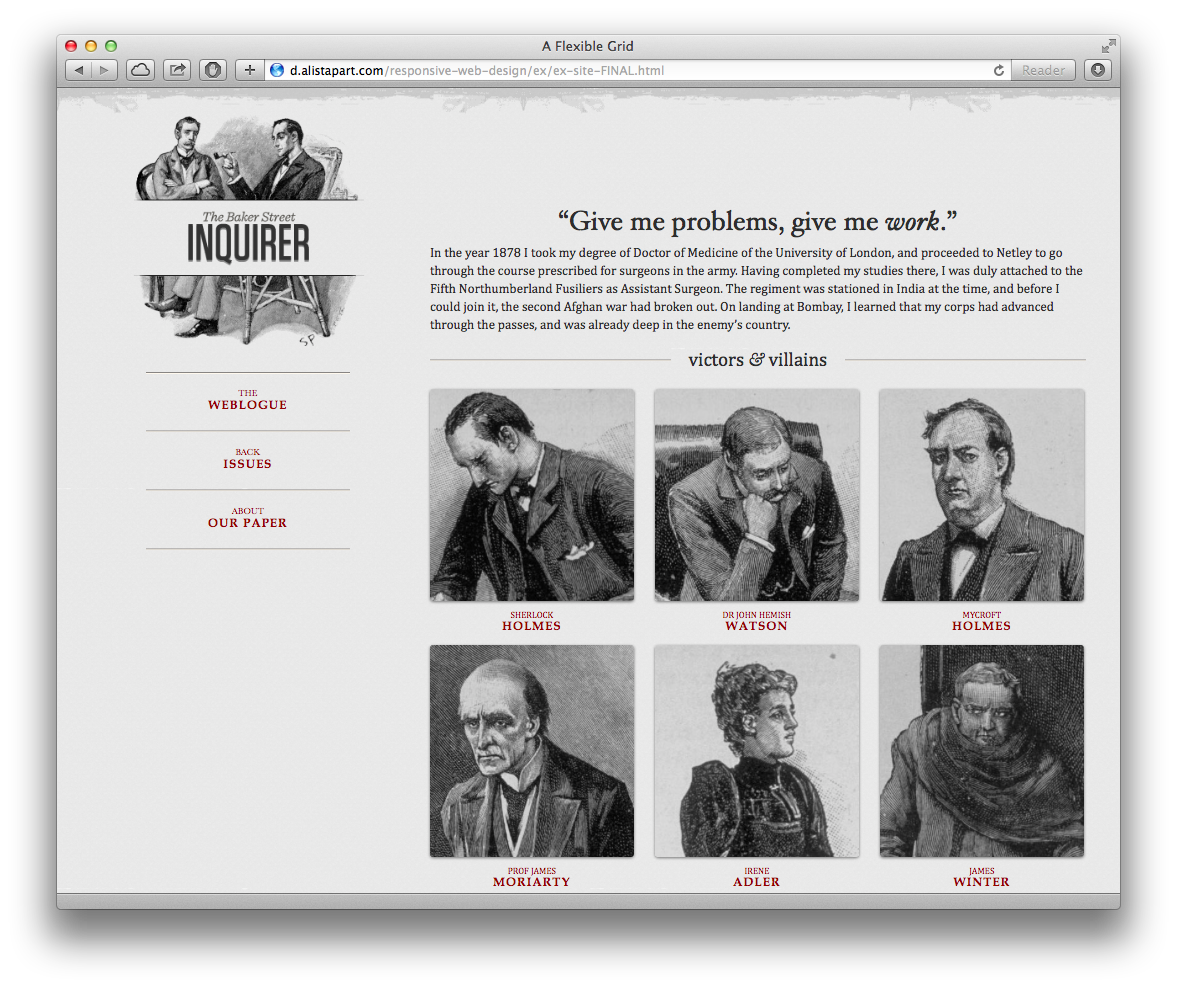 A Flexible Grid
d.alistapart.com/responsive-web-design/ex/ex-site-FINAL.html
Reader
The Baker Street
INQUIRER
SP
THE
WEBLOGUE
BACK
ISSUES
ABOUT
OUR PAPER
“Give me problems, give me work.”
In the year 1878 I took my degree of Doctor of Medicine of the University of London, and proceeded to Netley to go
through the course prescribed for surgeons in the army. Having completed my studies there, I was duly attached to the
Fifth Northumberland Fusiliers as Assistant Surgeon. The regiment was stationed in India at the time, and before I
could join it, the second Afghan war had broken out. On landing at Bombay, I learned that my corps had advanced
through the passes, and was already deep in the enemy’s country.
victors & villains
SHERLOCK
HOLMES
DR JOHN HEMISH
WATSON
MYCROFT
HOLMES
PROF JAMES
MORIARTY
IRENE
ADLER
JAMES
WINTER